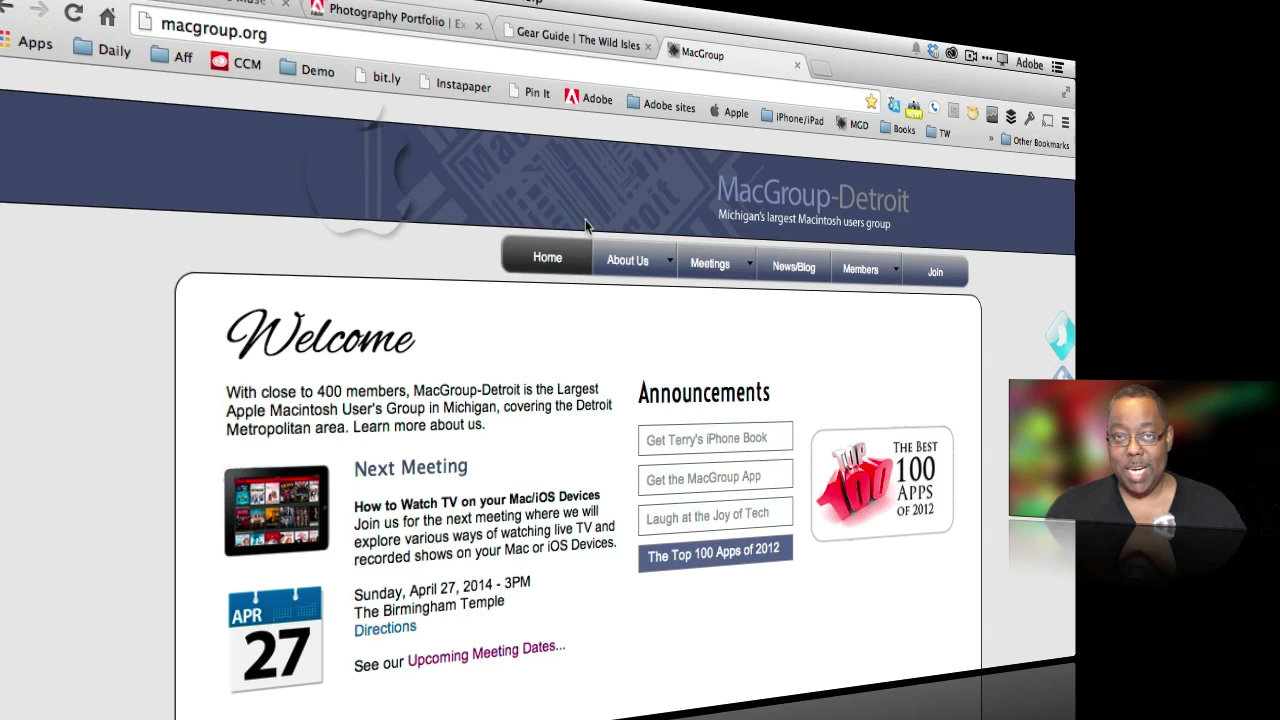 Photography Portfolio | Ex
Gear Guide | The Wild Isles
MacGroup
Adobe
macgroup.org
Apps
Daily
Aff
CCM
Demo
bit.ly
Instapaper
Pin It
Adobe
Adobe sites
Apple
iPhone/iPad
MGD
Books
TW
»
Other Bookmarks
MacGroup-Detroit
Michigan's largest Macintosh users group
Home
About Us
Meetings
News/Blog
Members
Join
Welcome
With close to 400 members, MacGroup-Detroit is the Largest
Apple Macintosh User's Group in Michigan, covering the Detroit
Metropolitan area. Learn more about us.
Next Meeting
How to Watch TV on your Mac/iOS Devices
Join us for the next meeting where we will
explore various ways of watching live TV and
recorded shows on your Mac or iOS Devices.
APR
27
Sunday, April 27, 2014 - 3PM
The Birmingham Temple
Directions
See our Upcoming Meeting Dates...
Announcements
Get Terry's iPhone Book
Get the MacGroup App
Laugh at the Joy of Tech
The Top 100 Apps of 2012
TOP
100
THE BEST
100
APPS
OF 2012